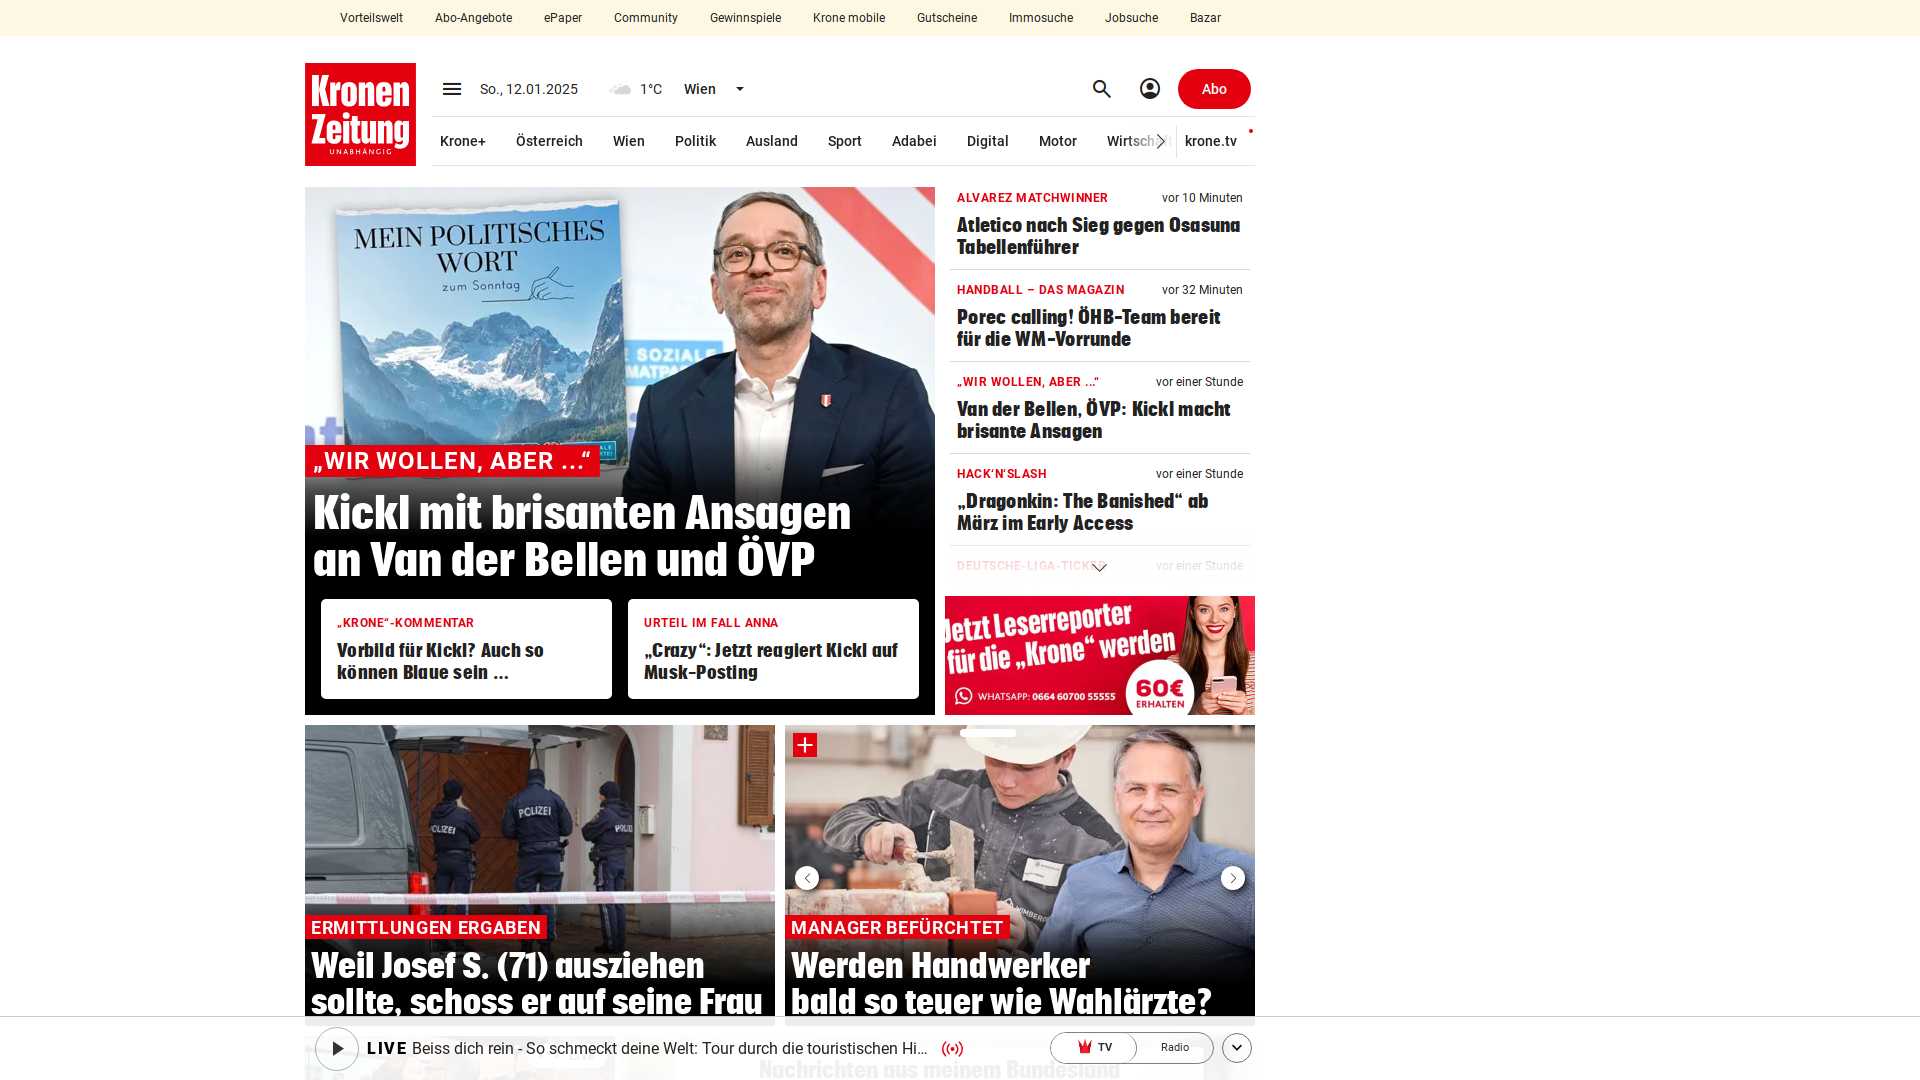 Vorteilswelt Abo-Angebote ePaper Community Gewinnspiele Krone mobile Gutscheine Immosuche Jobsuche Bazar
Kronen
Zeitung
UNABHÄNGIG
So., 12.01.2025 1°C Wien Abo
Krone+ Österreich Wien Politik Ausland Sport Adabei Digital Motor krone.tv
MEIN POLITISCHES
WORT
zum Sonntag
E SOZIALE
„WIR WOLLEN, ABER ...“
Kickl mit brisanten Ansagen
an Van der Bellen und ÖVP
„KRONE“-KOMMENTAR
Vorbild für Kickl? Auch so
können Blaue sein ...
URTEIL IM FALL ANNA
„Crazy“: Jetzt reagiert Kickl auf
Musk-Posting
ALVAREZ MATCHWINNER vor 10 Minuten
Atletico nach Sieg gegen Osasuna
Tabellenführer
HANDBALL – DAS MAGAZIN vor 32 Minuten
Porec calling! ÖHB-Team bereit
für die WM-Vorrunde
„WIR WOLLEN, ABER ...“ vor einer Stunde
Van der Bellen, ÖVP: Kickl macht
brisante Ansagen
HACK’N’SLASH vor einer Stunde
„Dragonkin: The Banished“ ab
März im Early Access
DEUTSCHE-LIGA-TICKER vor einer Stunde
Jetzt Leserreporter
für die „Krone“ werden
WHATSAPP: 0664 60700 55555
60€
ERHALTEN
POLIZEI
ERMITTLUNGEN ERGABEN
Weil Josef S. (71) ausziehen
sollte, schoss er auf seine Frau
MANAGER BEFÜRCHTET
Werden Handwerker
bald so teuer wie Wahlärzte?
LIVE Beiss dich rein - So schmeckt deine Welt: Tour durch die touristischen Hi... TV Radio
Nachrichten aus meinem Bundesland